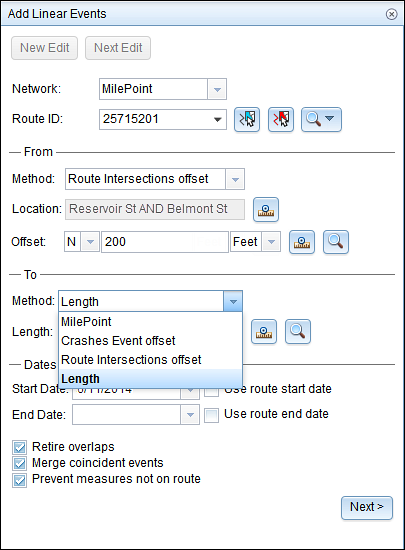 Add Linear Events
New Edit Next Edit
Network: MilePoint
Route ID: 25715201
From
Method: Route Intersections offset
Location: Reservoir St AND Belmont St
Offset: N 200 Feet
To
Method: Length
MilePoint
Length:
Crashes Event offset
Route Intersections offset
Dates
Length
Start Date: 6/11/2014 Use route start date
End Date: Use route end date
Retire overlaps
Merge coincident events
Prevent measures not on route
Next >